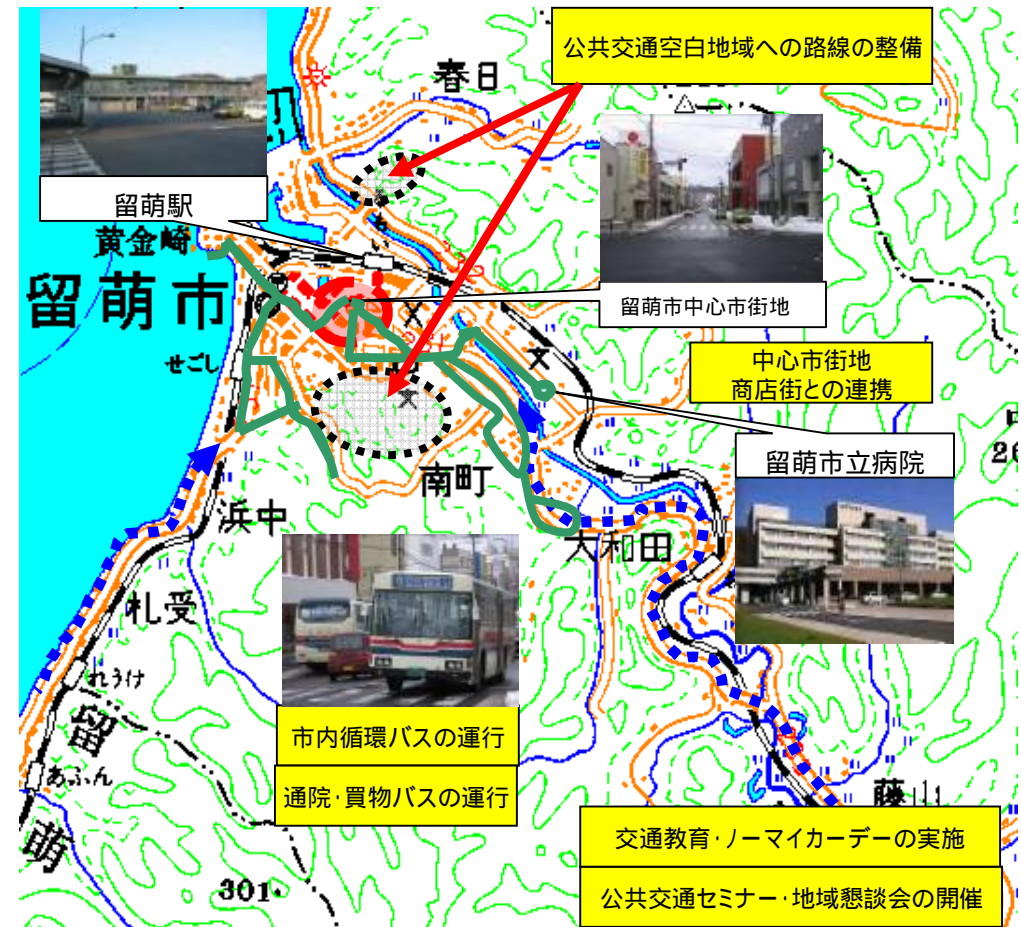 公共交通空白地域への路線の整備
春日
留萌駅
黄金崎
留萌市
留萌市中心市街地
せごし
中心市街地
商店街との連携
留萌市立病院
南町
浜中
大和田
札受
れうけ
市内循環バスの運行
留
あふん
通院・買物バスの運行
藤山
萌
交通教育・ノーマイカーデーの実施
301
公共交通セミナー・地域懇談会の開催